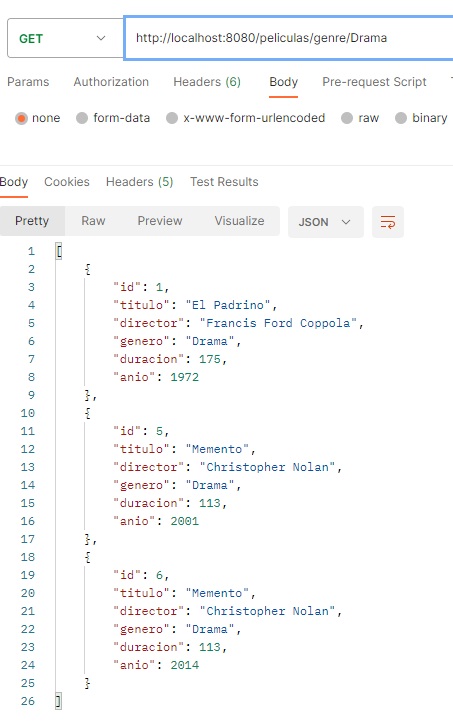 GET http://localhost:8080/peliculas/genre/Drama
Params Authorization Headers (6) Body Pre-request Script
none form-data x-www-form-urlencoded raw binary
Body Cookies Headers (5) Test Results
Pretty Raw Preview Visualize JSON
1 [
2 {
3 "id": 1,
4 "titulo": "El Padrino",
5 "director": "Francis Ford Coppola",
6 "genero": "Drama",
7 "duracion": 175,
8 "anio": 1972
9 },
10 {
11 "id": 5,
12 "titulo": "Memento",
13 "director": "Christopher Nolan",
14 "genero": "Drama",
15 "duracion": 113,
16 "anio": 2001
17 },
18 {
19 "id": 6,
20 "titulo": "Memento",
21 "director": "Christopher Nolan",
22 "genero": "Drama",
23 "duracion": 113,
24 "anio": 2014
25 }
26 ]